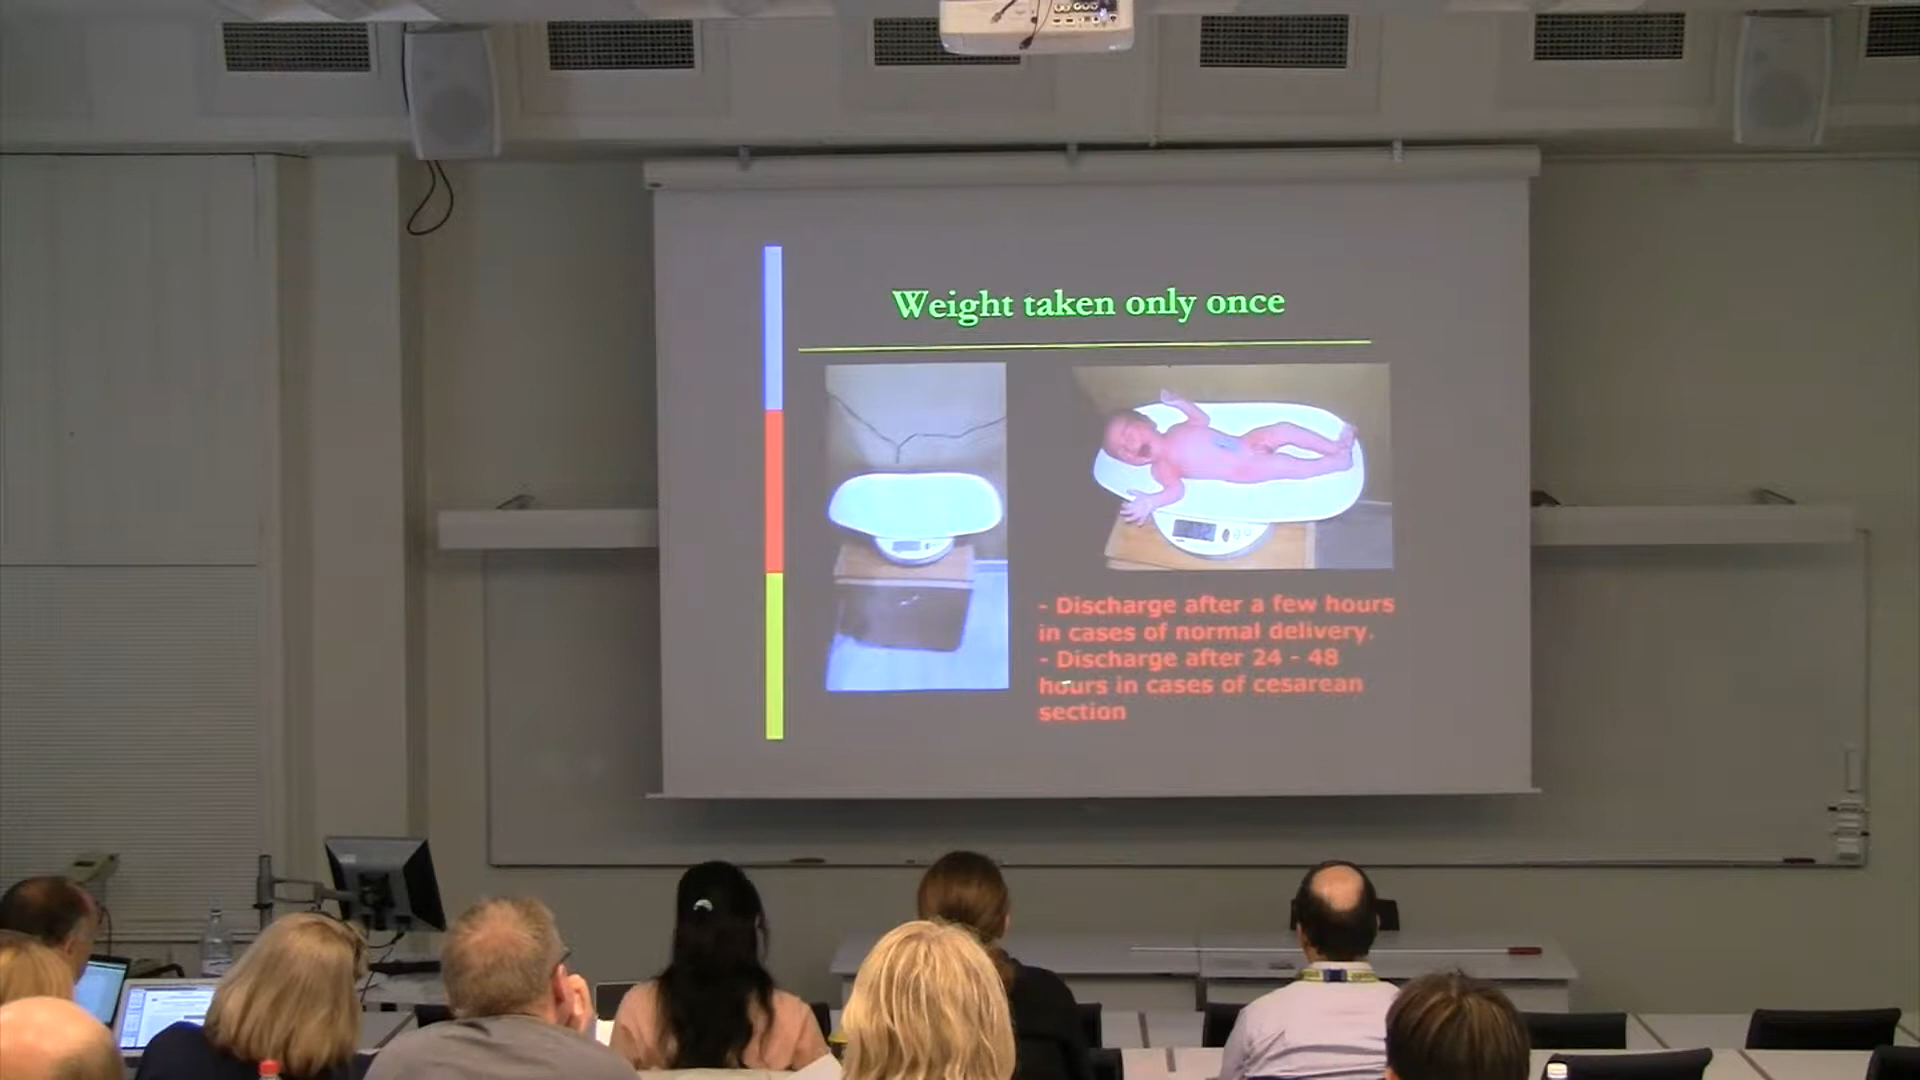 Weight taken only once
- Discharge after a few hours
in cases of normal delivery.
- Discharge after 24 - 48
hours in cases of cesarean
section